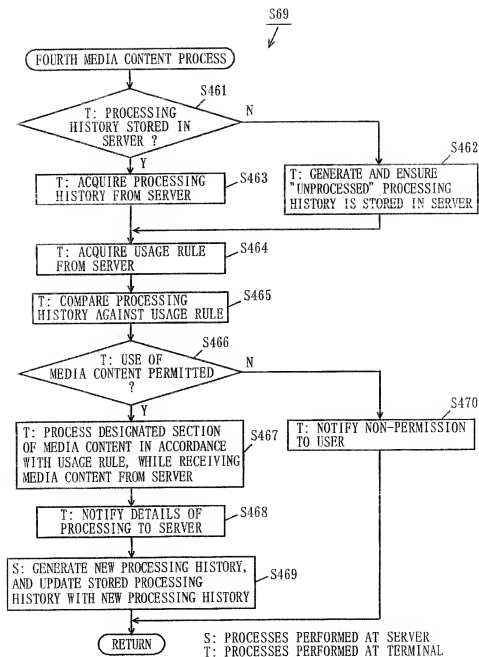 S69
FOURTH MEDIA CONTENT PROCESS
S461
T: PROCESSING
HISTORY STORED IN
SERVER ?
N
Y
S462
T: GENERATE AND ENSURE
"UNPROCESSED" PROCESSING
HISTORY IS STORED IN SERVER
S463
T: ACQUIRE PROCESSING
HISTORY FROM SERVER
S464
T: ACQUIRE USAGE RULE
FROM SERVER
S465
T: COMPARE PROCESSING
HISTORY AGAINST USAGE RULE
S466
T: USE OF
MEDIA CONTENT PERMITTED
?
N
Y
S470
T: NOTIFY NON-PERMISSION
TO USER
S467
T: PROCESS DESIGNATED SECTION
OF MEDIA CONTENT IN ACCORDANCE
WITH USAGE RULE, WHILE RECEIVING
MEDIA CONTENT FROM SERVER
S468
T: NOTIFY DETAILS OF
PROCESSING TO SERVER
S469
S: GENERATE NEW PROCESSING HISTORY,
AND UPDATE STORED PROCESSING
HISTORY WITH NEW PROCESSING HISTORY
RETURN
S: PROCESSES PERFORMED AT SERVER
T: PROCESSES PERFORMED AT TERMINAL